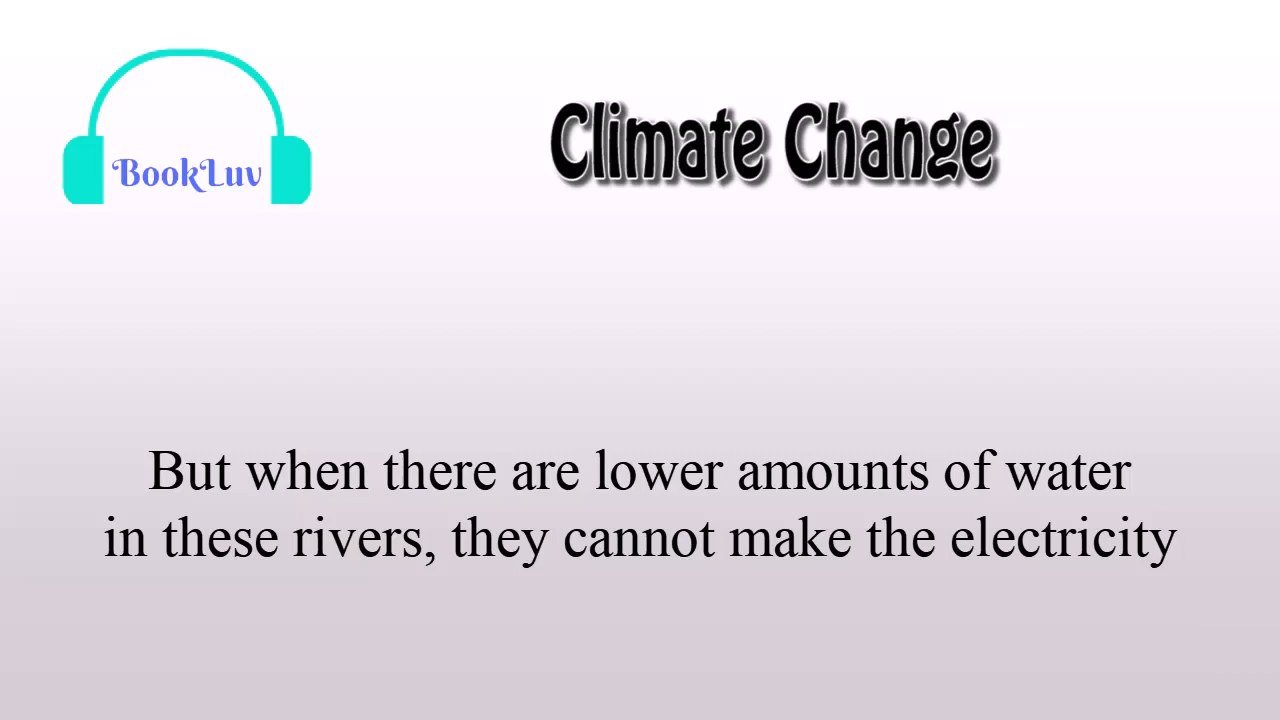 BookLuv
Climate Change
But when there are lower amounts of water
in these rivers, they cannot make the electricity